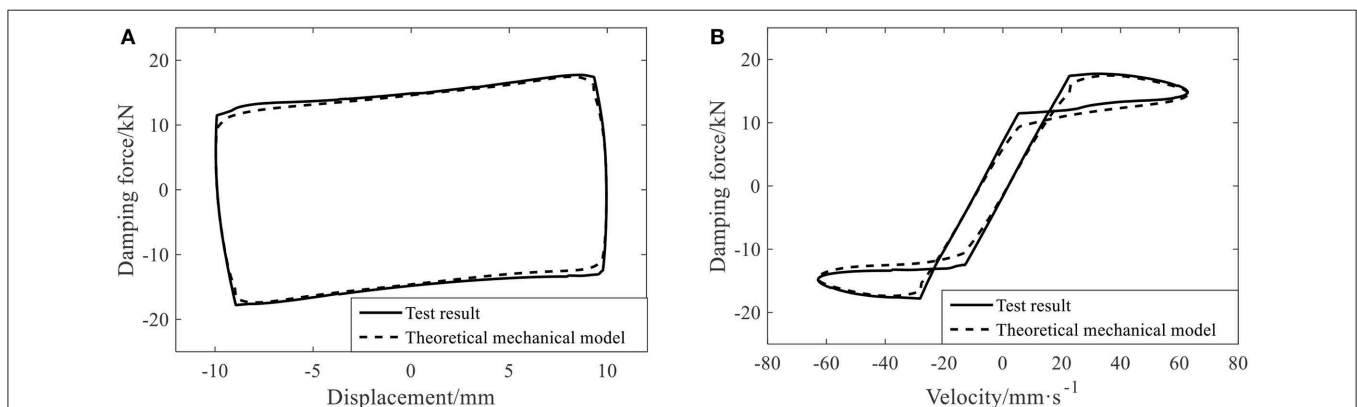 A
20
10
0
-10
-20
Damping force/kN
Test result
Theoretical mechanical model
-10 -5 0 5 10
Displacement/mm
B
20
10
0
-10
-20
Damping force/kN
Test result
Theoretical mechanical model
-80 -60 -40 -20 0 20 40 60 80
Velocity/mm·s⁻¹